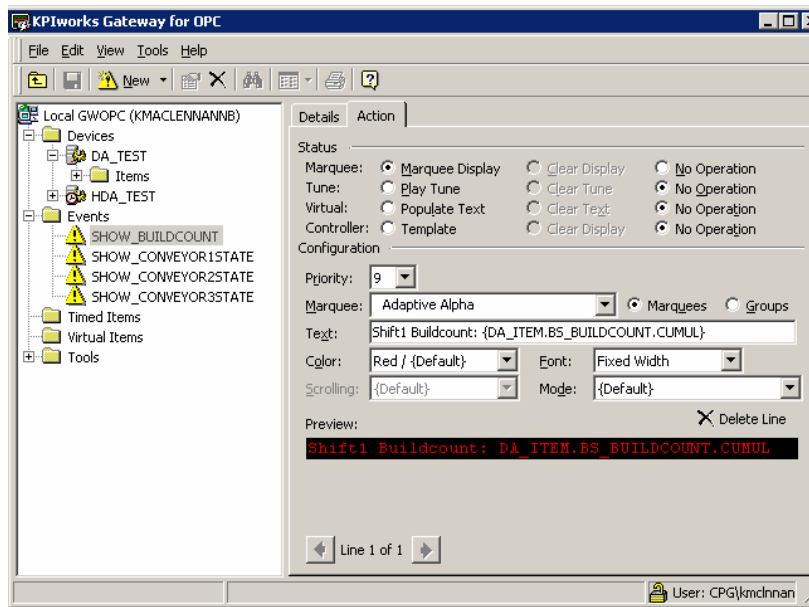 KPIworks Gateway for OPC
File Edit View Tools Help
New
Local GWOPC (KMACLENNANNB)
Devices
DA_TEST
Items
HDA_TEST
Events
SHOW_BUILDCOUNT
SHOW_CONVEYOR1STATE
SHOW_CONVEYOR2STATE
SHOW_CONVEYOR3STATE
Timed Items
Virtual Items
Tools
Details Action
Status
Marquee: Marquee Display Clear Display No Operation
Tune: Play Tune Clear Tune No Operation
Virtual: Populate Text Clear Text No Operation
Controller: Template Clear Display No Operation
Configuration
Priority: 9
Marquee: Adaptive Alpha Marquees Groups
Text: Shift1 Buildcount: {DA_ITEM.BS_BUILDCOUNT.CUMUL}
Color: Red / {Default} Font: Fixed Width
Scrolling: {Default} Mode: {Default}
Delete Line
Preview:
Shift1 Buildcount: DA_ITEM.BS_BUILDCOUNT.CUMUL
Line 1 of 1
User: CPG\kmclnnan